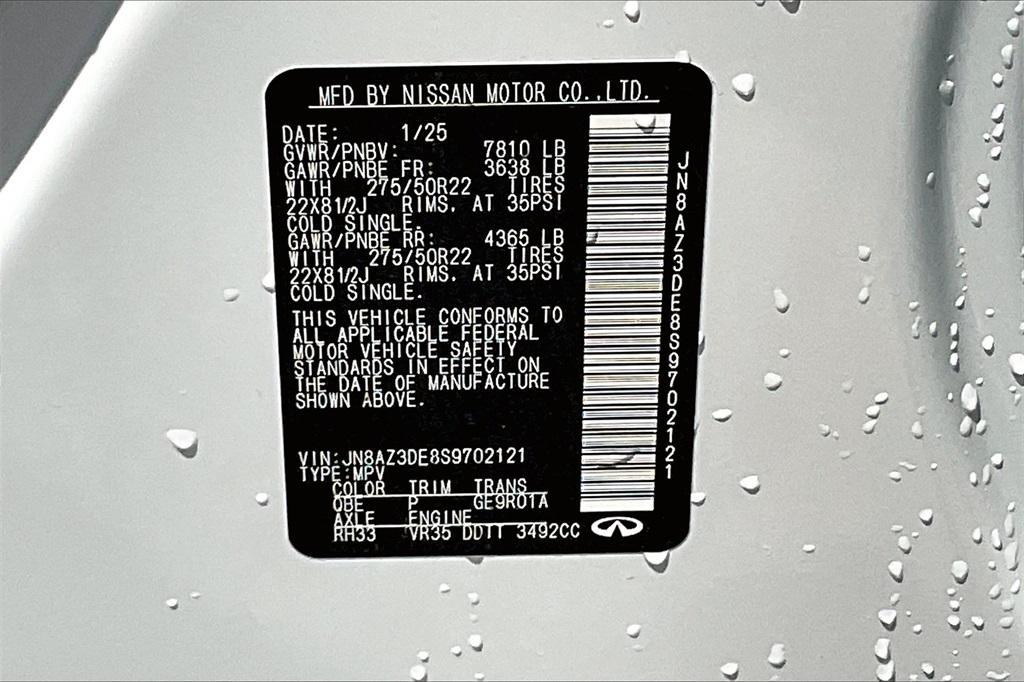 MFD BY NISSAN MOTOR CO.,LTD.
DATE: 1/25
GVWR/PNBV: 7810 LB
GAWR/PNBE FR: 3638 LB
WITH 275/50R22 TIRES
22X81/2J RIMS, AT 35PSI
COLD SINGLE.
GAWR/PNBE RR: 4365 LB
WITH 275/50R22 TIRES
22X81/2J RIMS, AT 35PSI
COLD SINGLE.
THIS VEHICLE CONFORMS TO
ALL APPLICABLE FEDERAL
MOTOR VEHICLE SAFETY
STANDARDS IN EFFECT ON
THE DATE OF MANUFACTURE
SHOWN ABOVE.
VIN:JN8AZ3DE8S9702121
TYPE:MPV
COLOR TRIM TRANS
QBE P GE9R01A
AXLE ENGINE
RH33 VR35 DDTT 3492CC
JN8AZ3DE8S9702121